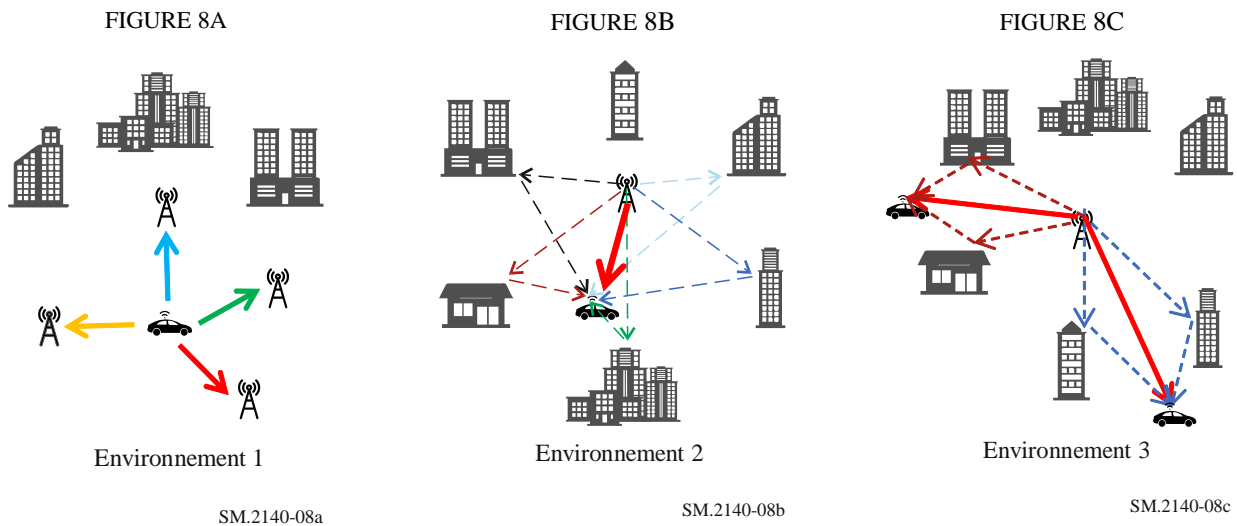 FIGURE 8A
FIGURE 8B
FIGURE 8C
Environnement 1
Environnement 2
Environnement 3
SM.2140-08a
SM.2140-08b
SM.2140-08c